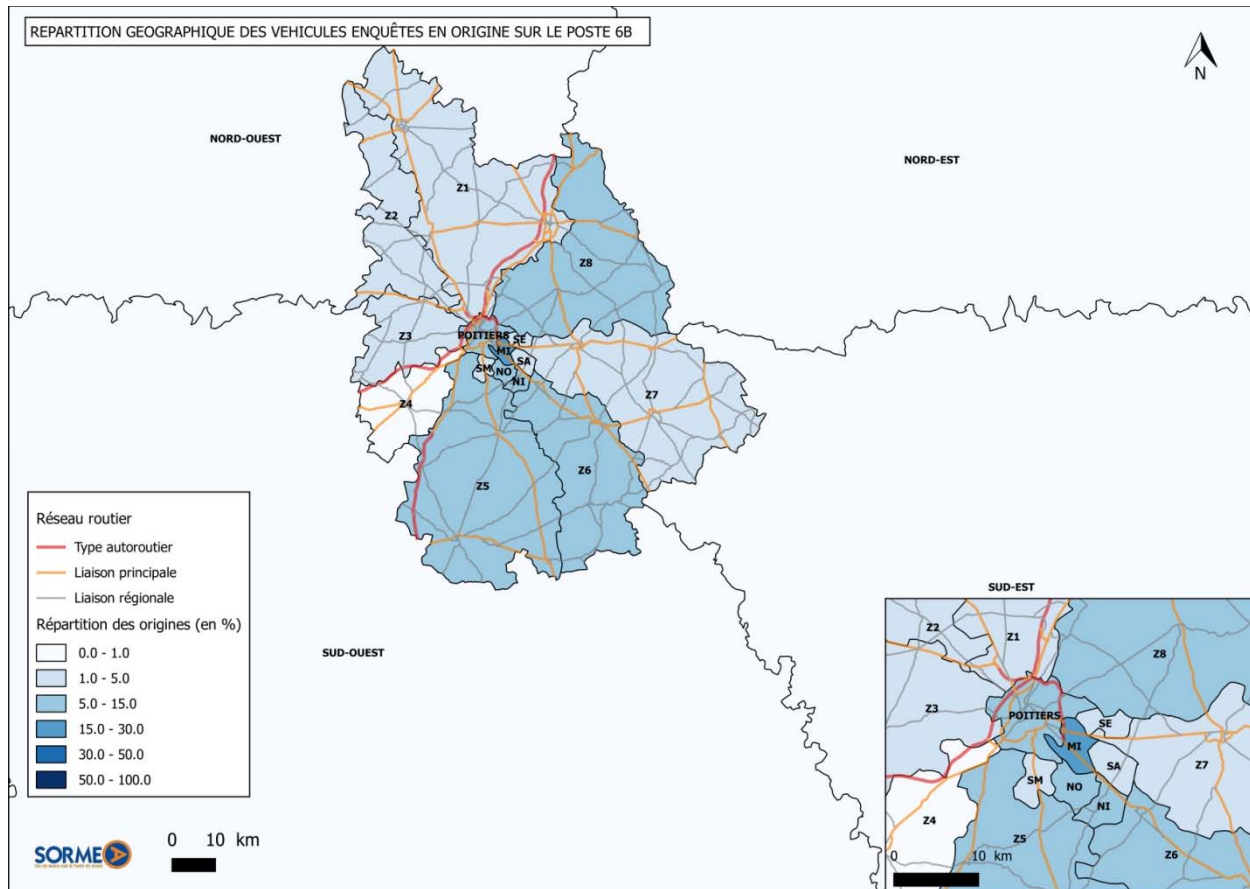 REPARTITION GEOGRAPHIQUE DES VEHICULES ENQUÊTES EN ORIGINE SUR LE POSTE 6B
N
NORD-OUEST
NORD-EST
Z1
Z2
Z8
POITIERS
SE
Z3
MI
SA
SM
NO
NI
Z4
Z7
Z6
Z5
Réseau routier
Type autoroutier
Liaison principale
Liaison régionale
Répartition des origines (en %)
0.0 - 1.0
1.0 - 5.0
5.0 - 15.0
15.0 - 30.0
30.0 - 50.0
50.0 - 100.0
SUD-OUEST
SUD-EST
Z2
Z1
Z8
Z3
POITIERS
SE
MI
SA
Z7
SM
NO
NI
Z4
Z5
Z6
0 10 km
0 10 km
SORMEA